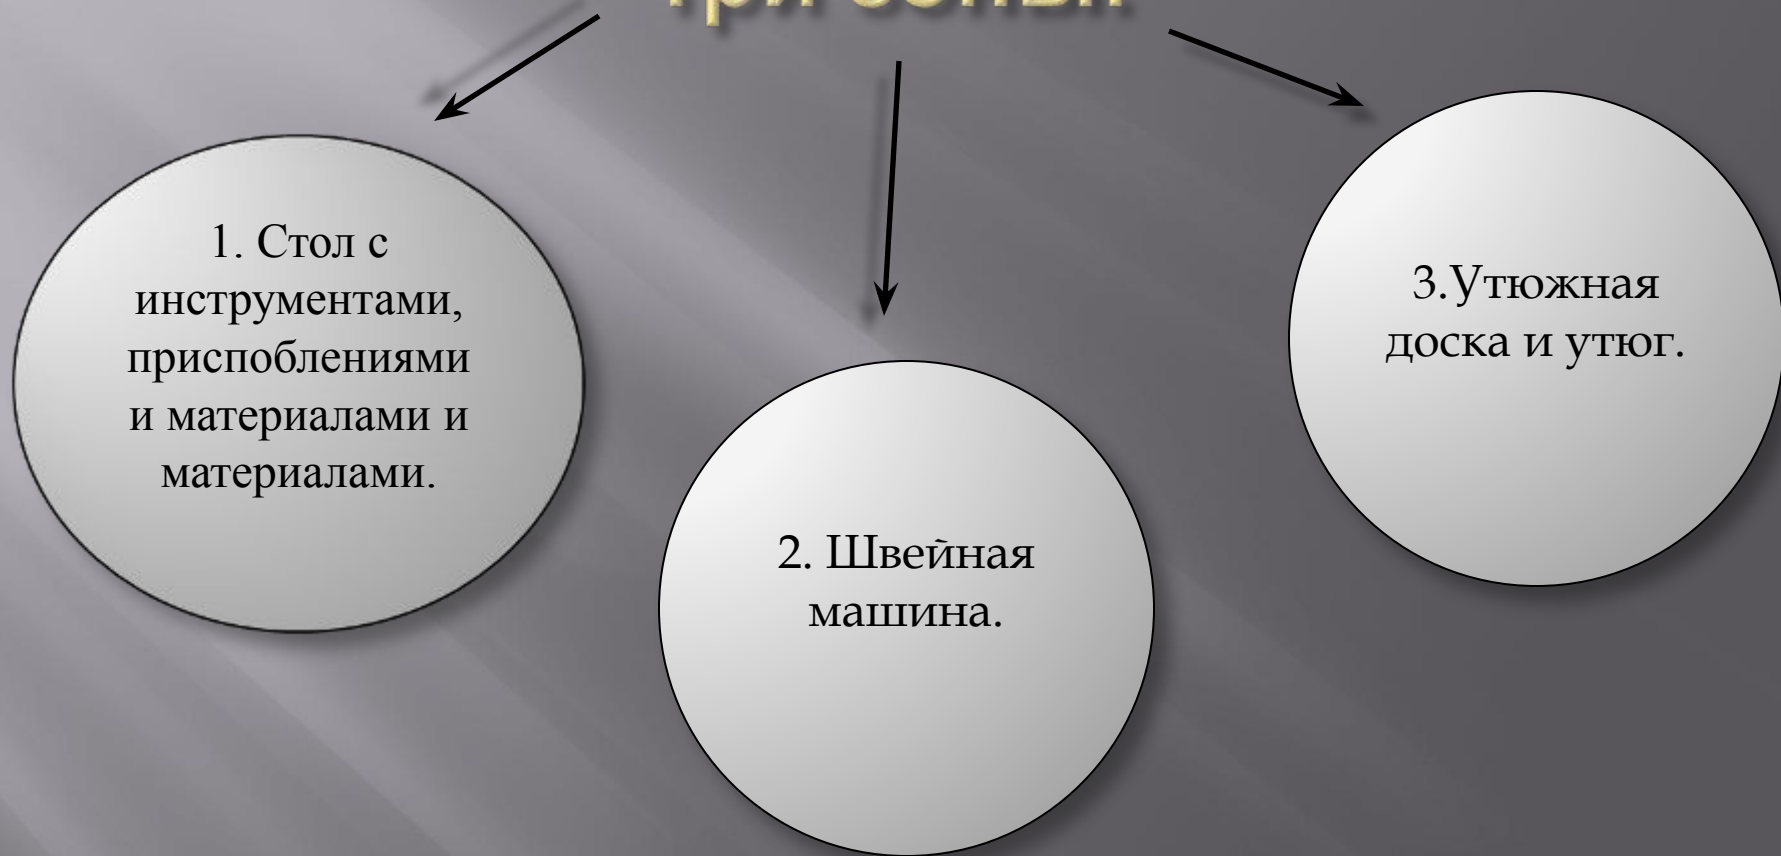 1. Стол с
инструментами,
приспоблениями
и материалами и
материалами.
2. Швейная
машина.
3.Утюжная
доска и утюг.